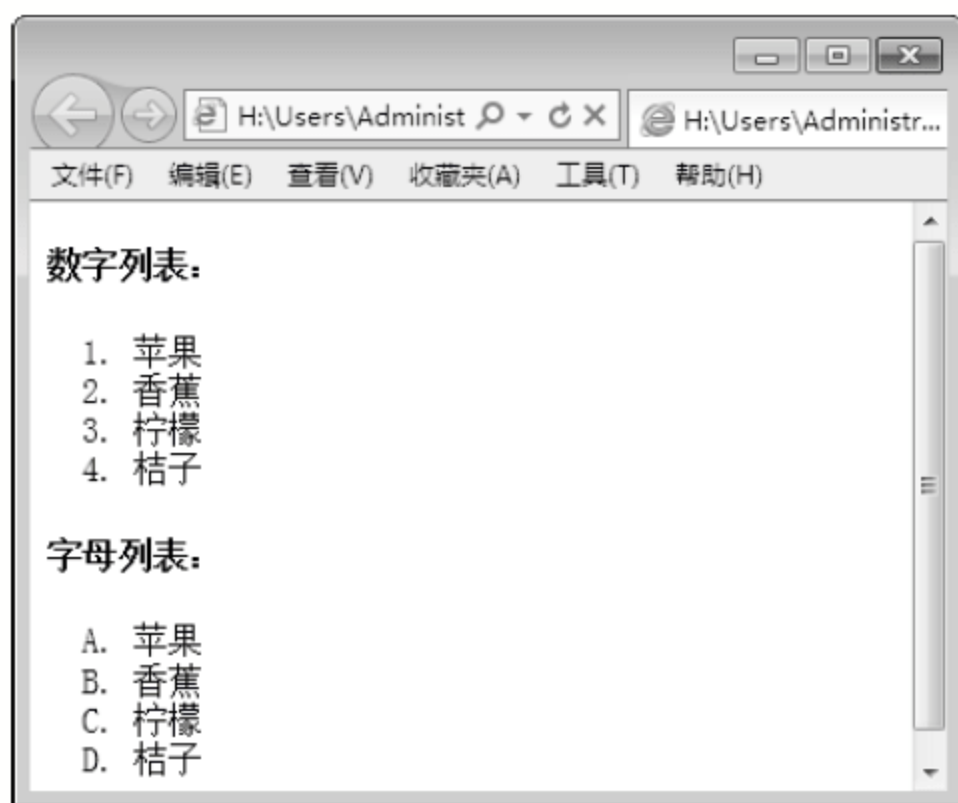 H:\Users\Administ
H:\Users\Administr...
文件(F) 编辑(E) 查看(V) 收藏夹(A) 工具(T) 帮助(H)
数字列表：
1. 苹果
2. 香蕉
3. 柠檬
4. 桔子
字母列表：
A. 苹果
B. 香蕉
C. 柠檬
D. 桔子